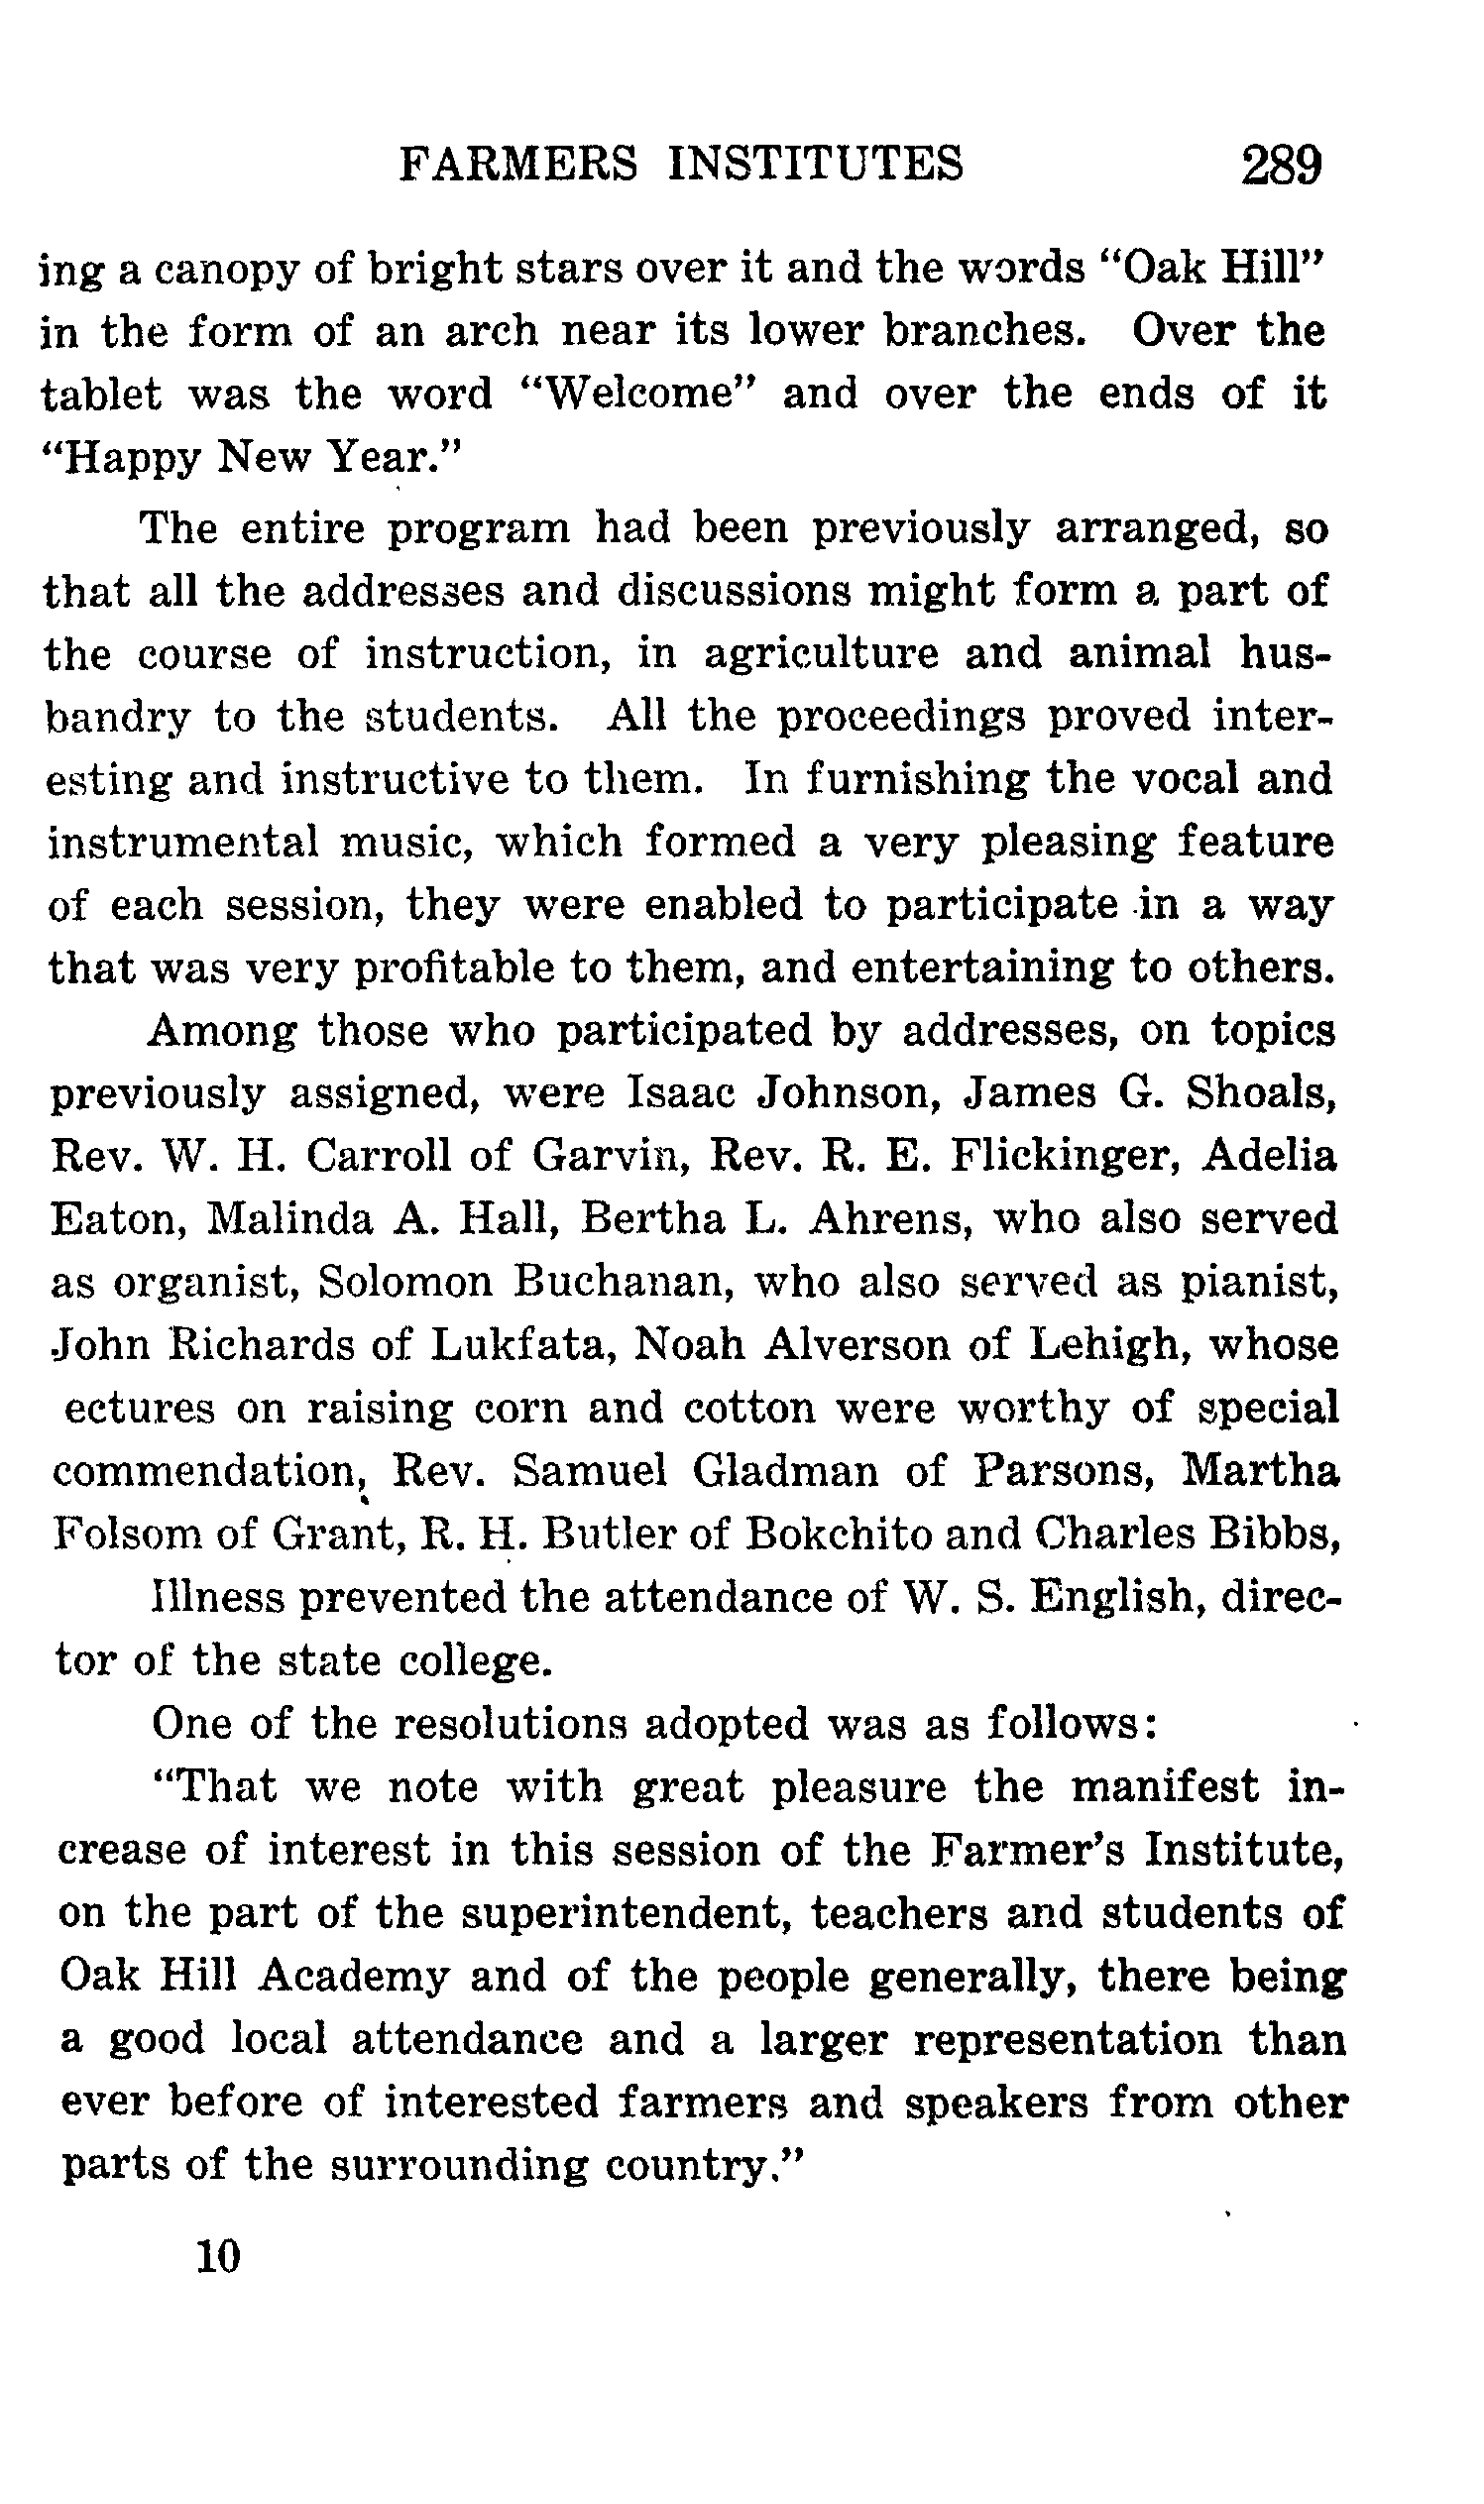 FARMERS INSTITUTES 289
ing a canopy of bright stars over it and the words “Oak Hill”
in the form of an arch near its lower branches. Over the
tablet was the word “Welcome” and over the ends of it
“Happy New Year.”
The entire program had been previously arranged, so
that all the addresses and discussions might form a part of
the course of instruction, in agriculture and animal hus-
bandry to the students. All the proceedings proved inter-
esting and instructive to them. In furnishing the vocal and
instrumental music, which formed a very pleasing feature
of each session, they were enabled to participate in a way
that was very profitable to them, and entertaining to others.
Among those who participated by addresses, on topics
previously assigned, were Isaac Johnson, James G. Shoals,
Rev. W. H. Carroll of Garvin, Rev. R. E. Flickinger, Adelia
Eaton, Malinda A. Hall, Bertha L. Ahrens, who also served
as organist, Solomon Buchanan, who also served as pianist,
John Richards of Lukfata, Noah Alverson of Lehigh, whose
ectures on raising corn and cotton were worthy of special
commendation, Rev. Samuel Gladman of Parsons, Martha
Folsom of Grant, R. H. Butler of Bokchito and Charles Bibbs,
Illness prevented the attendance of W. S. English, direc-
tor of the state college.
One of the resolutions adopted was as follows:
“That we note with great pleasure the manifest in-
crease of interest in this session of the Farmer’s Institute,
on the part of the superintendent, teachers and students of
Oak Hill Academy and of the people generally, there being
a good local attendance and a larger representation than
ever before of interested farmers and speakers from other
parts of the surrounding country.”
10